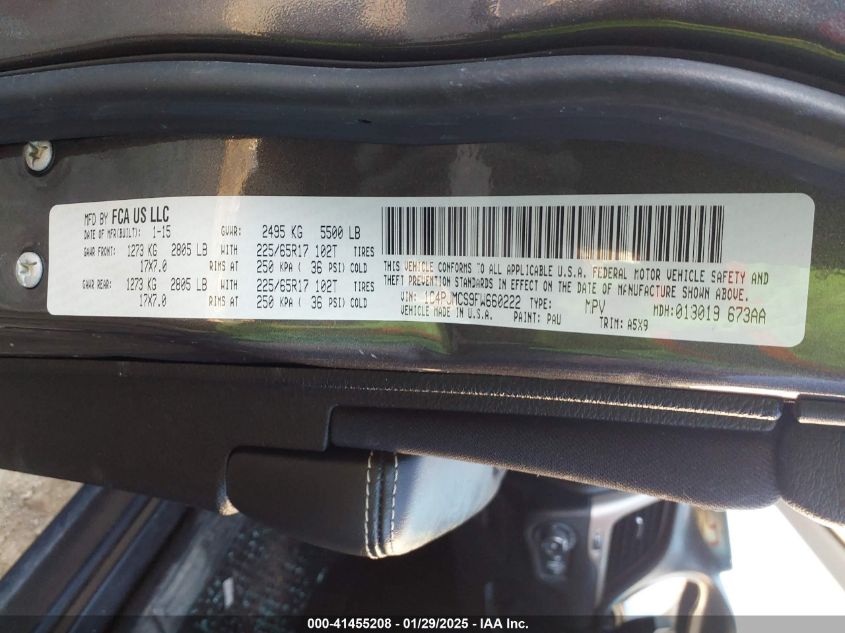 MFD BY FCA US LLC
DATE OF MFR(BUILT): 1-15
GVWR: 2495 KG 5500 LB
GAWR FRONT: 1273 KG 2805 LB WITH 225/65R17 102T TIRES
17X7.0 RIMS AT 250 KPA ( 36 PSI) COLD
GAWR REAR: 1273 KG 2805 LB WITH 225/65R17 102T TIRES
17X7.0 RIMS AT 250 KPA ( 36 PSI) COLD
THIS VEHICLE CONFORMS TO ALL APPLICABLE U.S.A. FEDERAL MOTOR VEHICLE SAFETY AND
THEFT PREVENTION STANDARDS IN EFFECT ON THE DATE OF MANUFACTURE SHOWN ABOVE.
VIN: 1C4PJMCS9FW660222 TYPE: MPV MDH:013019 673AA
VEHICLE MADE IN U.S.A. PAINT: PAU TRIM: A5X9
000-41455208 - 01/29/2025 - IAA Inc.